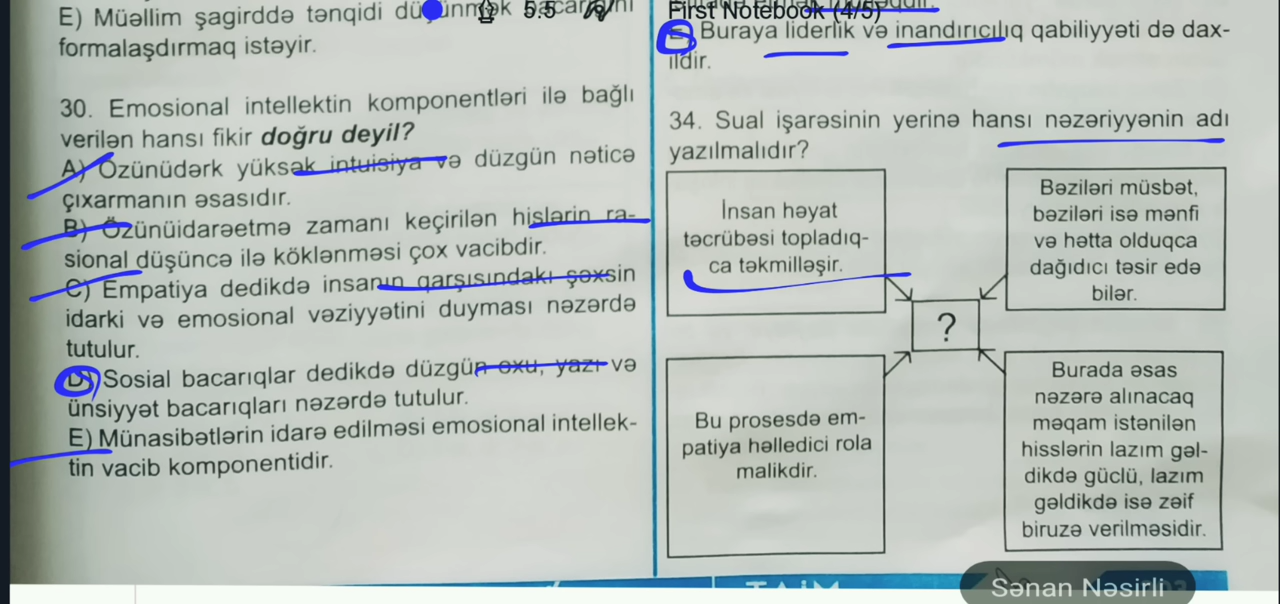 E) Müəllim şagirddə tənqidi
formalaşdırmaq istəyir.
30. Emosional intellektin komponentləri ilə bağlı
verilən hansı fikir doğru deyil?
A) Özünüdərk yüksək intuisiya və düzgün nəticə
çıxarmanın əsasıdır.
B) Özünüidarəetmə zamanı keçirilən hislərin ra-
sional düşüncə ilə köklənməsi çox vacibdir.
C) Empatiya dedikdə insanın qarşısındakı şəxsin
idarki və emosional vəziyyətini duyması nəzərdə
tutulur.
D) Sosial bacarıqlar dedikdə düzgün oxu, yazı və
ünsiyyət bacarıqları nəzərdə tutulur.
E) Münasibətlərin idarə edilməsi emosional intellek-
tin vacib komponentidir.
5.5
First Notebook (4/5)
E) Buraya liderlik və inandırıcılıq qabiliyyəti də dax-
ildir.
34. Sual işarəsinin yerinə hansı nəzəriyyənin adı
yazılmalıdır?
İnsan həyat
təcrübəsi topladıq-
ca təkmilləşir.
Bəziləri müsbət,
bəziləri isə mənfi
və hətta olduqca
dağıdıcı təsir edə
bilər.
?
Bu prosesdə em-
patiya həlledici rola
malikdir.
Burada əsas
nəzərə alınacaq
məqam istənilən
hisslərin lazım gəl-
dikdə güclü, lazım
gəldikdə isə zəif
biruzə verilməsidir.
Sənan Nəsirli